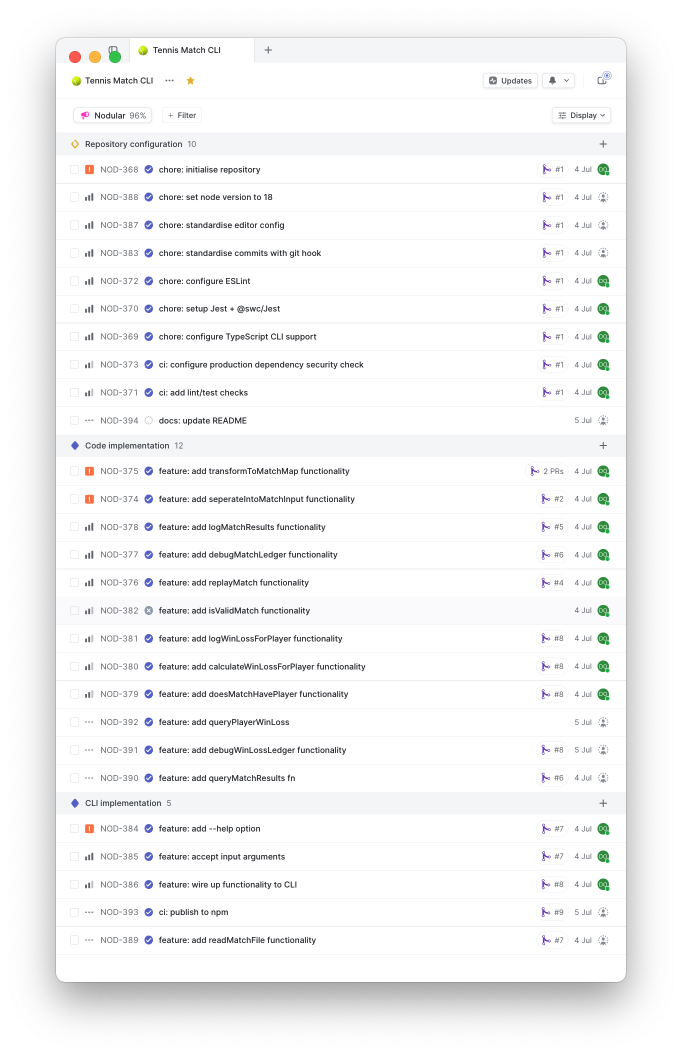 Tennis Match CLI
Tennis Match CLI
Updates
Nodular 96%
Filter
Display
Repository configuration 10
NOD-368 chore: initialise repository #1 4 Jul
NOD-388 chore: set node version to 18 #1 4 Jul
NOD-387 chore: standardise editor config #1 4 Jul
NOD-383 chore: standardise commits with git hook #1 4 Jul
NOD-372 chore: configure ESLint #1 4 Jul
NOD-370 chore: setup Jest + @swc/Jest #1 4 Jul
NOD-369 chore: configure TypeScript CLI support #1 4 Jul
NOD-373 ci: configure production dependency security check #1 4 Jul
NOD-371 ci: add lint/test checks #1 4 Jul
NOD-394 docs: update README 5 Jul
Code implementation 12
NOD-375 feature: add transformToMatchMap functionality 2 PRs 4 Jul
NOD-374 feature: add seperateIntoMatchInput functionality #2 4 Jul
NOD-378 feature: add logMatchResults functionality #5 4 Jul
NOD-377 feature: add debugMatchLedger functionality #6 4 Jul
NOD-376 feature: add replayMatch functionality #4 4 Jul
NOD-382 feature: add isValidMatch functionality 4 Jul
NOD-381 feature: add logWinLossForPlayer functionality #8 4 Jul
NOD-380 feature: add calculateWinLossForPlayer functionality #8 4 Jul
NOD-379 feature: add doesMatchHavePlayer functionality #8 4 Jul
NOD-392 feature: add queryPlayerWinLoss 5 Jul
NOD-391 feature: add debugWinLossLedger functionality #8 5 Jul
NOD-390 feature: add queryMatchResults fn #6 4 Jul
CLI implementation 5
NOD-384 feature: add --help option #7 4 Jul
NOD-385 feature: accept input arguments #7 4 Jul
NOD-386 feature: wire up functionality to CLI #8 4 Jul
NOD-393 ci: publish to npm #9 5 Jul
NOD-389 feature: add readMatchFile functionality #7 4 Jul